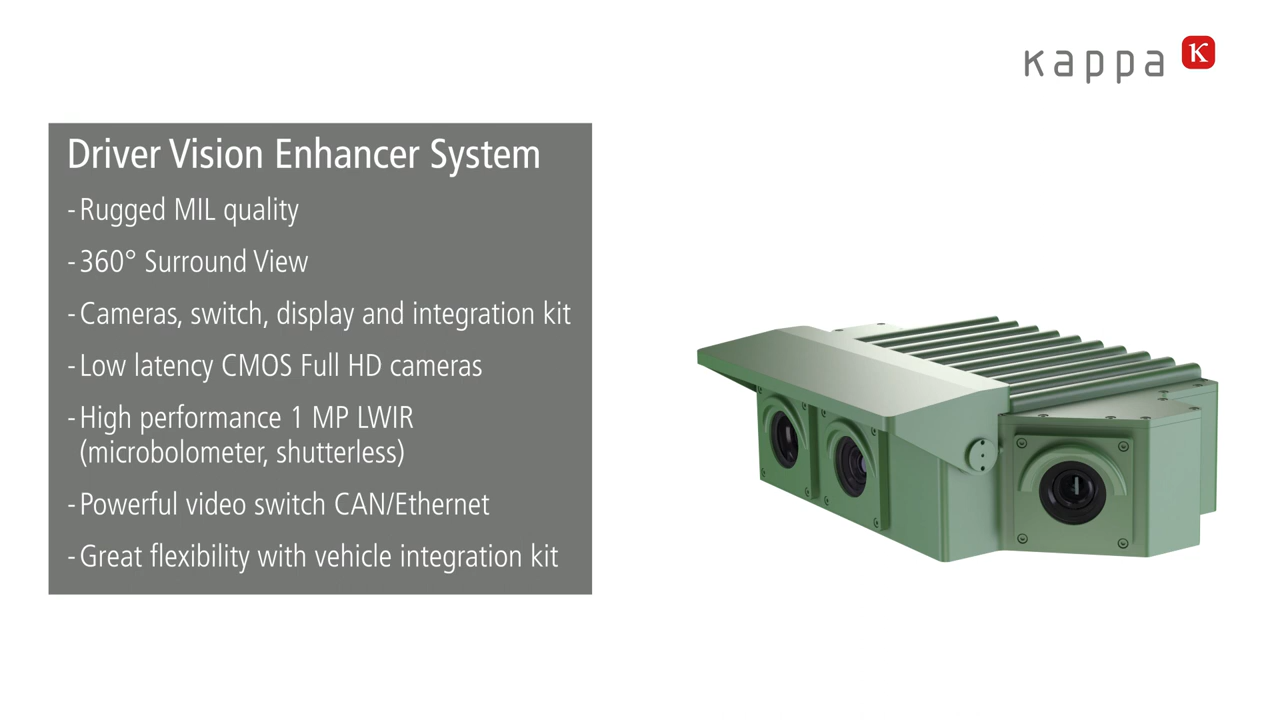 kappa K
Driver Vision Enhancer System
- Rugged MIL quality
- 360° Surround View
- Cameras, switch, display and integration kit
- Low latency CMOS Full HD cameras
- High performance 1 MP LWIR
(microbolometer, shutterless)
- Powerful video switch CAN/Ethernet
- Great flexibility with vehicle integration kit